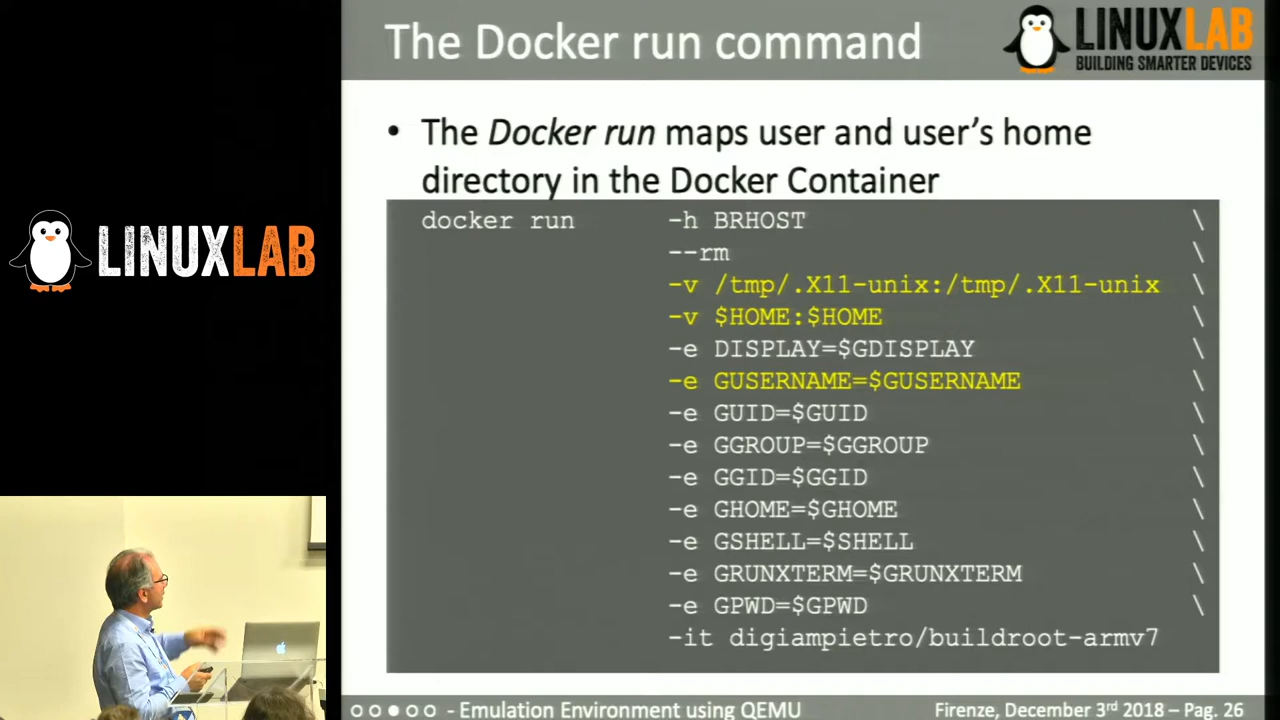 The Docker run command
LINUXLAB
BUILDING SMARTER DEVICES
• The Docker run maps user and user's home
directory in the Docker Container
docker run -h BRHOST \
--rm \
-v /tmp/.X11-unix:/tmp/.X11-unix \
-v $HOME:$HOME \
-e DISPLAY=$GDISPLAY \
-e GUSERNAME=$GUSERNAME \
-e GUID=$GUID \
-e GGROUP=$GGROUP \
-e GGID=$GGID \
-e GHOME=$GHOME \
-e GSHELL=$SHELL \
-e GRUNXTERM=$GRUNXTERM \
-e GPWD=$GPWD \
-it digiampietro/buildroot-armv7
LINUXLAB
- Emulation Environment using QEMU
Firenze, December 3rd 2018 – Pag. 26